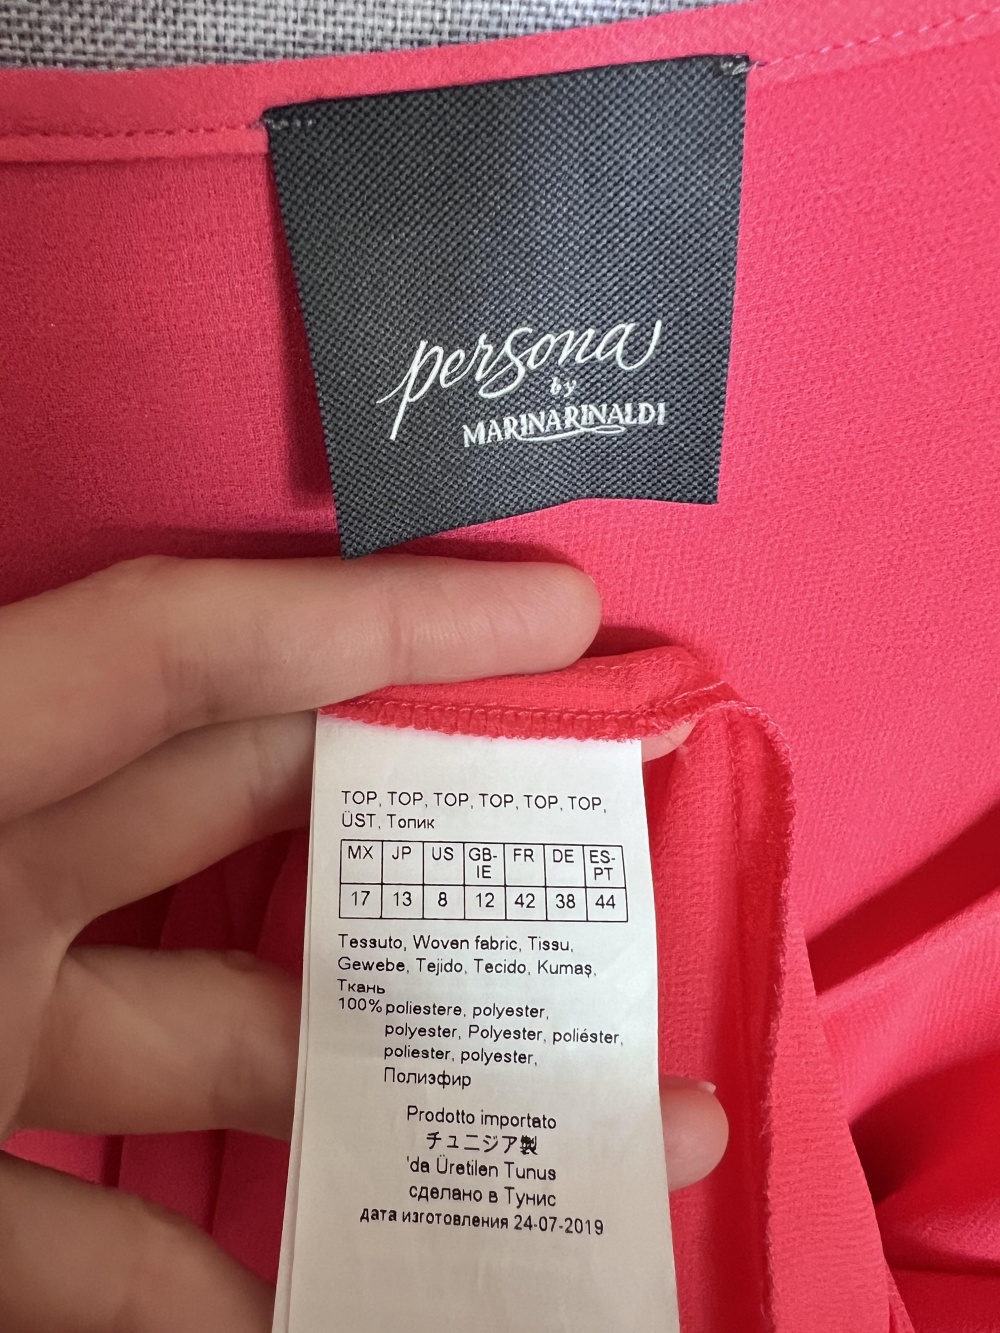 persona
by
MARINARINALDI
TOP, TOP, TOP, TOP, TOP, TOP,
ÜST, Топик
MX JP US GB-IE FR DE ES-PT
17 13 8 12 42 38 44
Tessuto, Woven fabric, Tissu,
Gewebe, Tejido, Tecido, Kumaş,
Ткань
100% poliestere, polyester,
polyester, Polyester, poliéster,
poliester, polyester,
Полиэфир
Prodotto importato
チュニジア製
'da Üretilen Tunus
сделано в Тунис
дата изготовления 24-07-2019